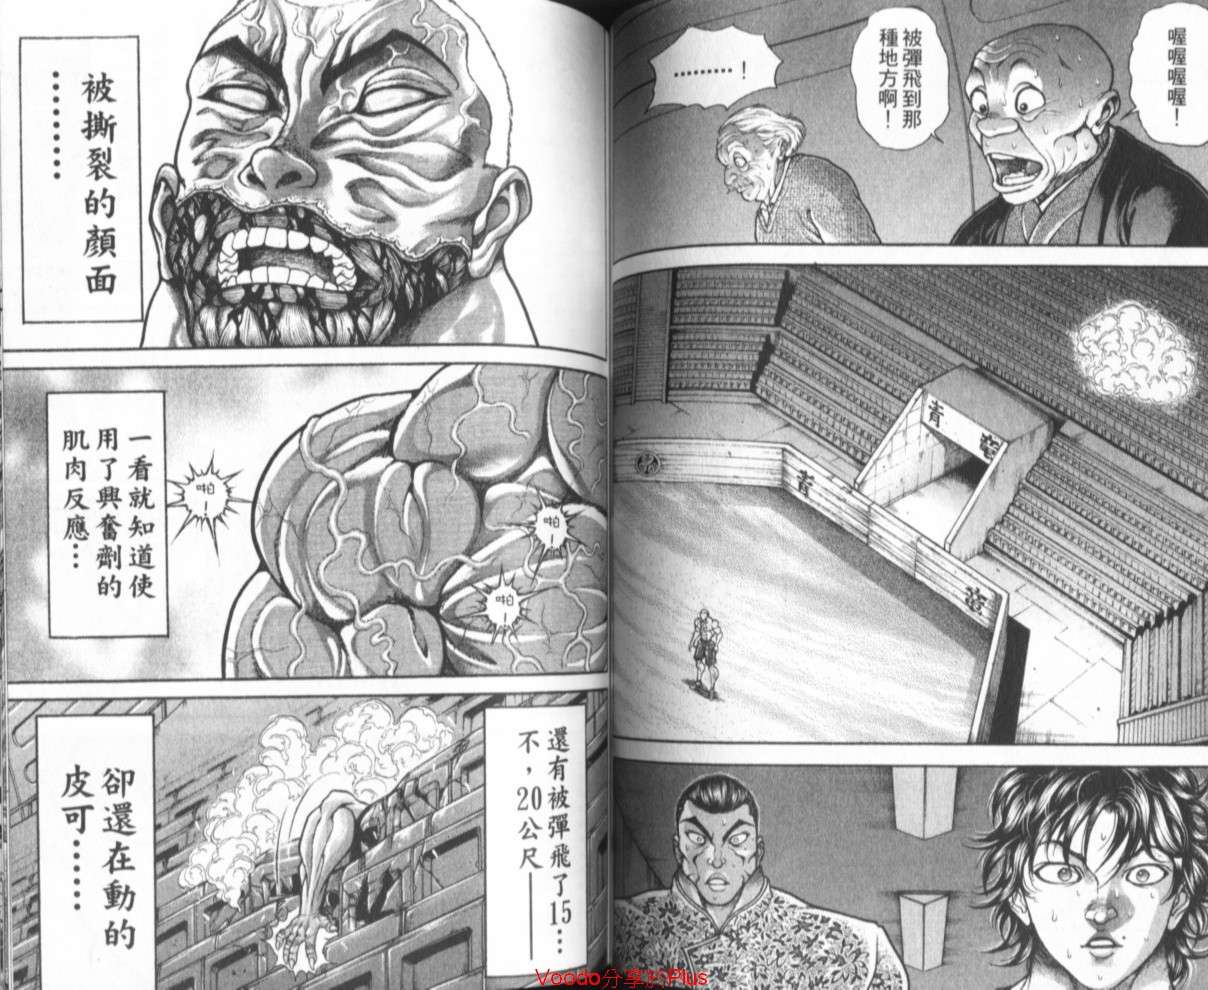 喔喔喔喔！
被彈飛到那
種地方啊！
………！
青
竜
青
竜
被撕裂的顏面
………
一看就知道使
用了興奮劑的
肌肉反應…
啪！
啪！
啪！
還有被彈飛了15…
不，20公尺——
卻還在動的
皮可……
Voodo分享於Plus